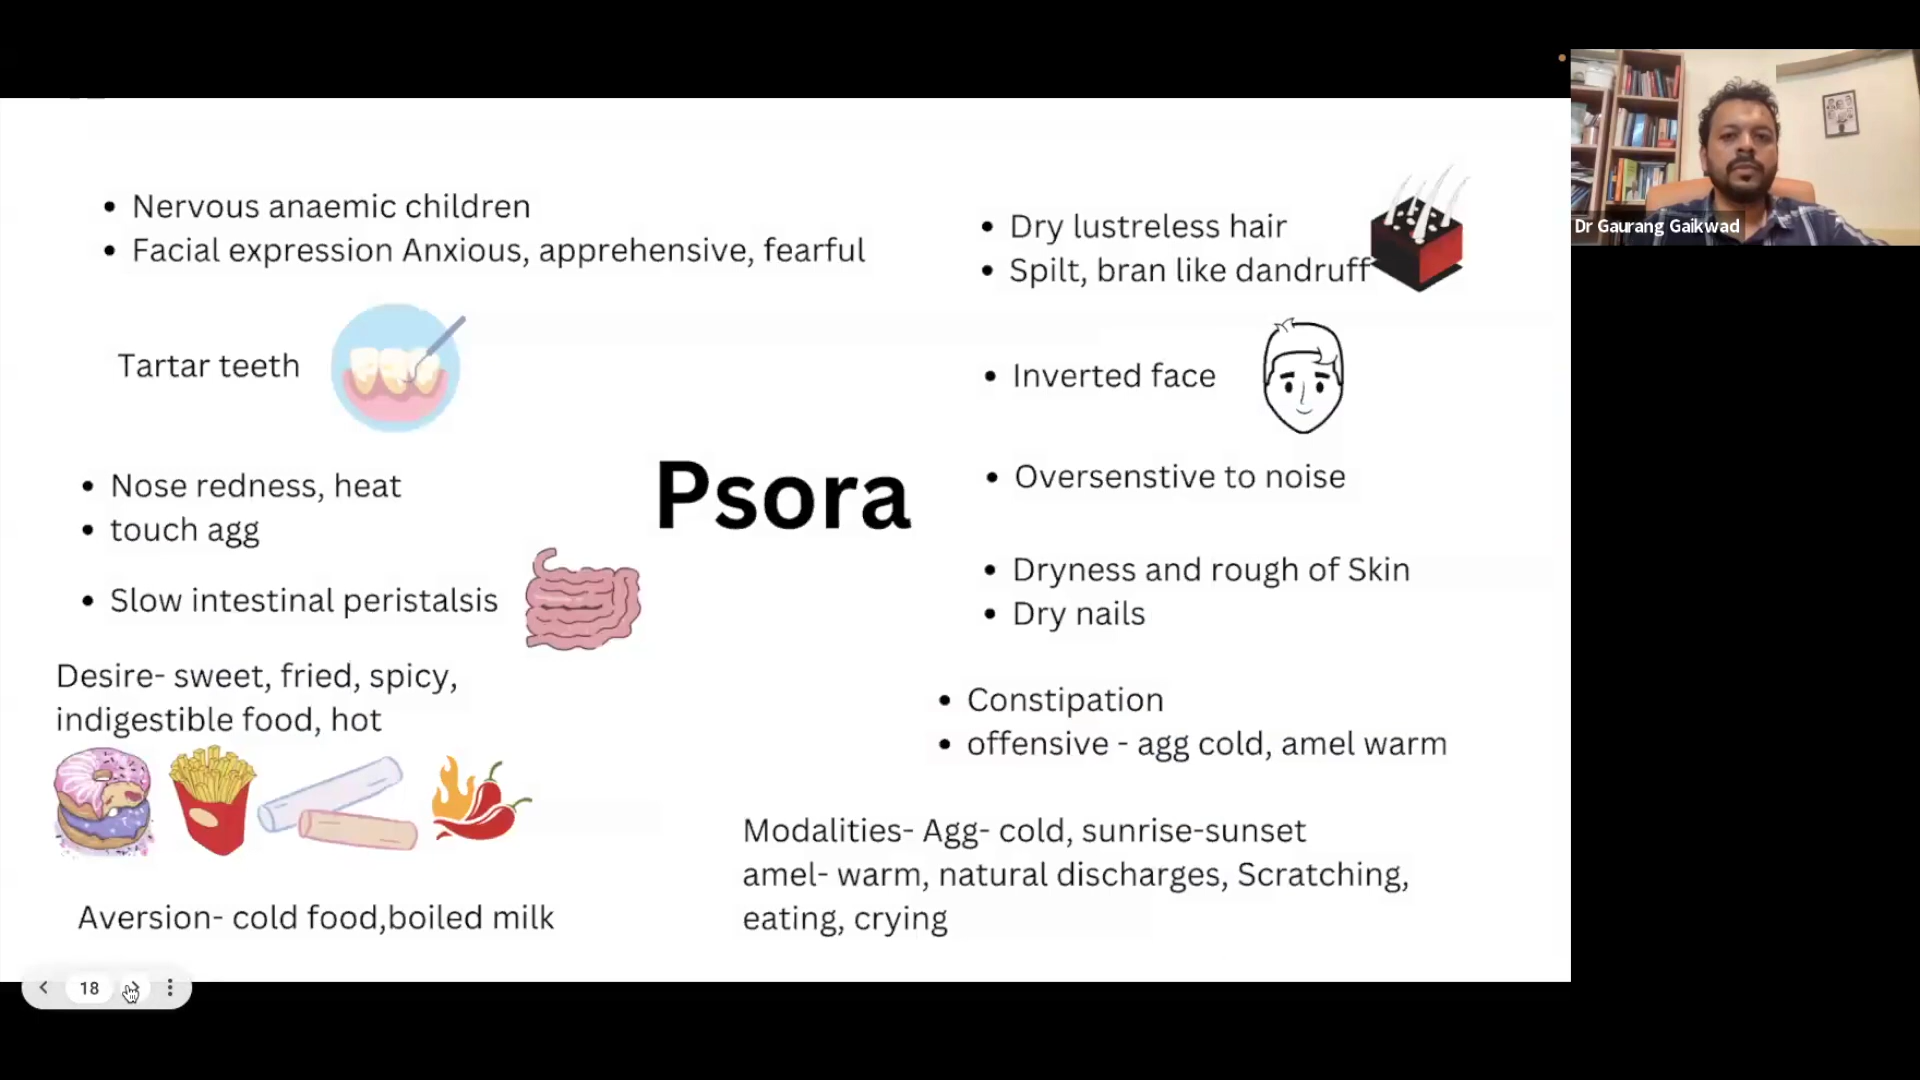 Nervous anaemic children
Facial expression Anxious, apprehensive, fearful
Tartar teeth
Nose redness, heat
touch agg
Slow intestinal peristalsis
Desire- sweet, fried, spicy,
indigestible food, hot
Aversion- cold food,boiled milk
Psora
Dry lustreless hair
Spilt, bran like dandruff
Inverted face
Oversenstive to noise
Dryness and rough of Skin
Dry nails
Constipation
offensive - agg cold, amel warm
Modalities- Agg- cold, sunrise-sunset
amel- warm, natural discharges, Scratching,
eating, crying
Dr Gaurang Gaikwad
18